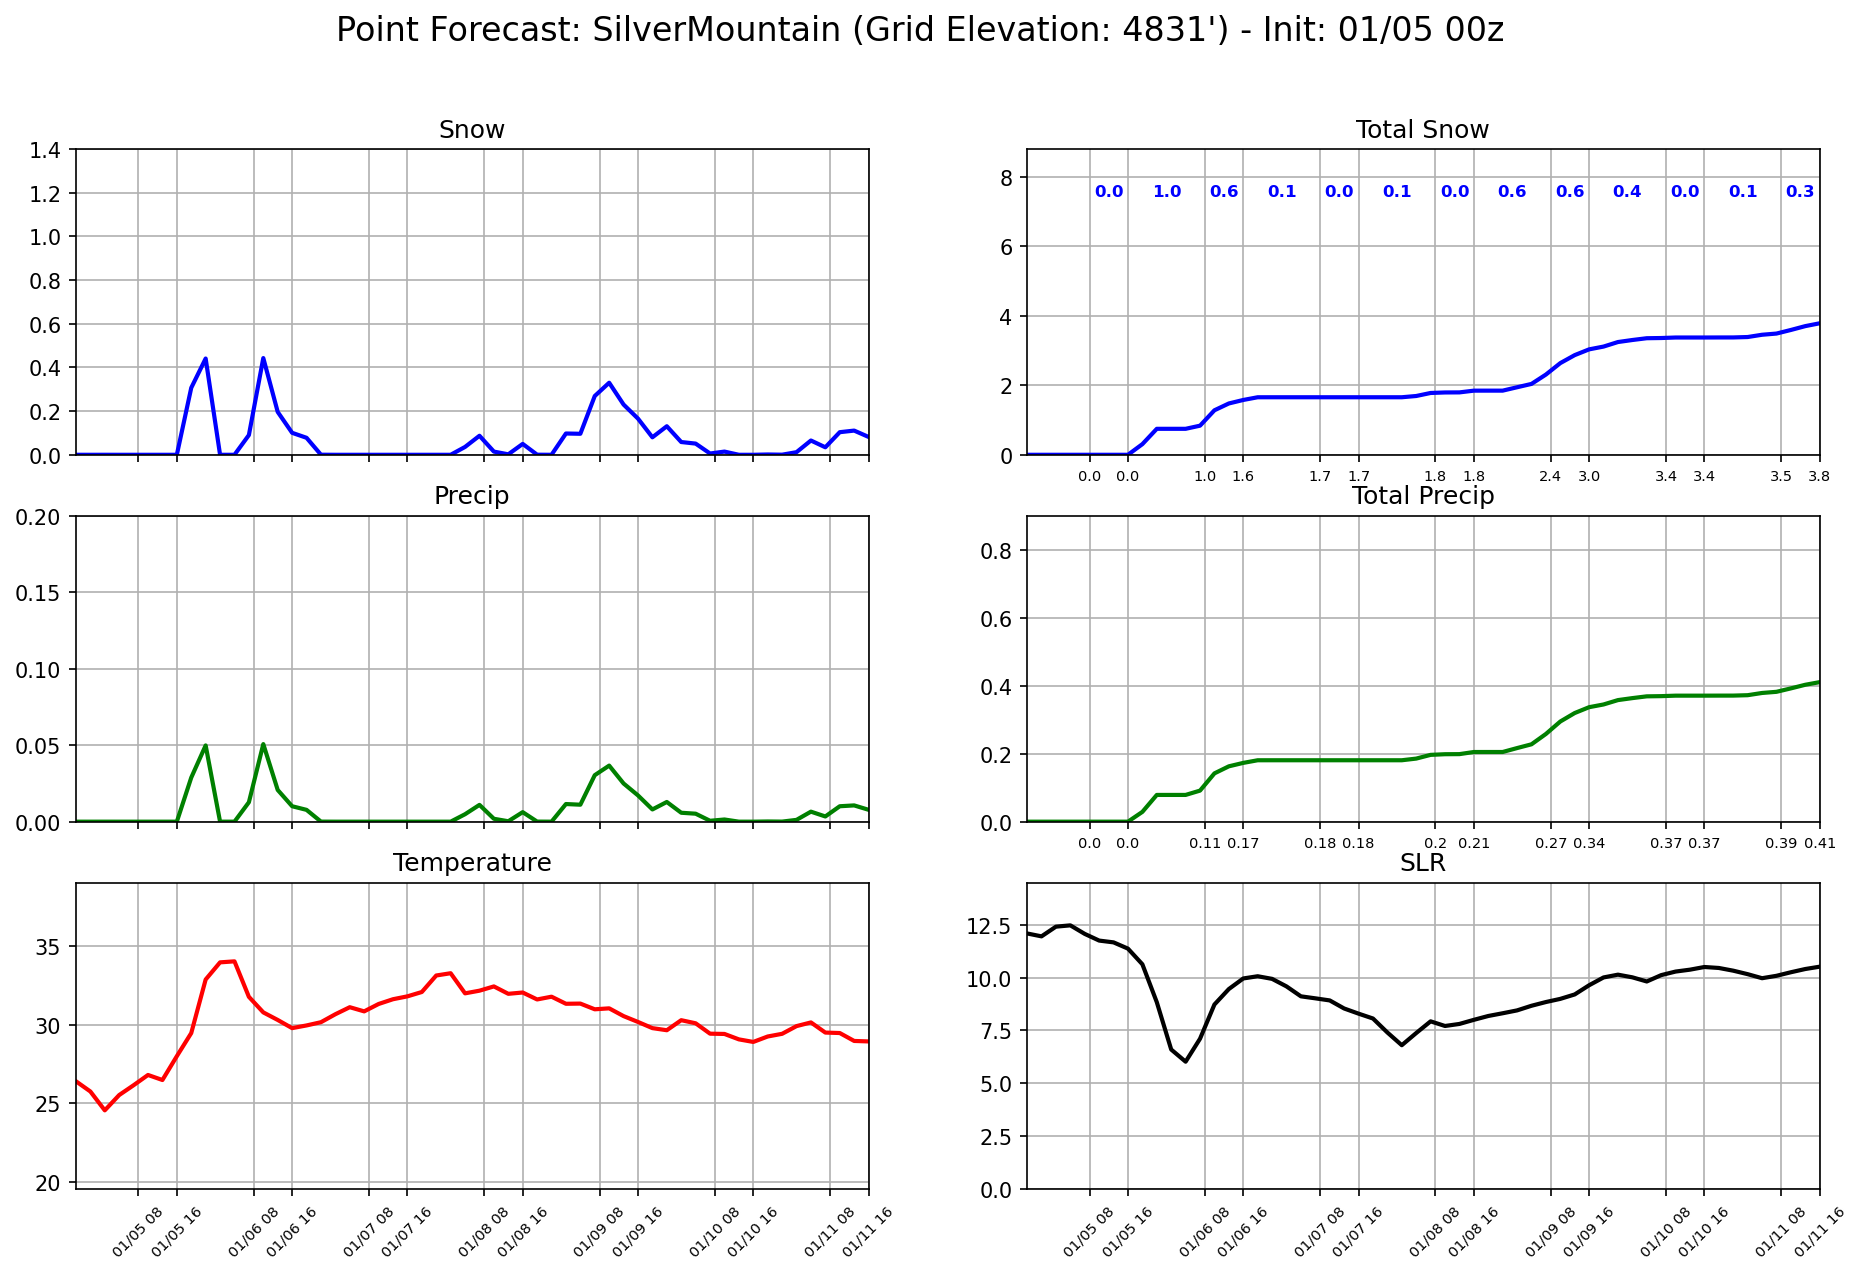 Point Forecast: SilverMountain (Grid Elevation: 4831') - Init: 01/05 00z
Snow
1.4
1.2
1.0
0.8
0.6
0.4
0.2
0.0
Total Snow
8
6
4
2
0
0.0 1.0 0.6 0.1 0.0 0.1 0.0 0.6 0.6 0.4 0.0 0.1 0.3
0.0 0.0 1.0 1.6 1.7 1.7 1.8 1.8 2.4 3.0 3.4 3.4 3.5 3.8
Precip
0.20
0.15
0.10
0.05
0.00
Total Precip
0.8
0.6
0.4
0.2
0.0
0.0 0.0 0.11 0.17 0.18 0.18 0.2 0.21 0.27 0.34 0.37 0.37 0.39 0.41
Temperature
35
30
25
20
01/05 08 01/05 16 01/06 08 01/06 16 01/07 08 01/07 16 01/08 08 01/08 16 01/09 08 01/09 16 01/10 08 01/10 16 01/11 08 01/11 16
SLR
12.5
10.0
7.5
5.0
2.5
0.0
01/05 08 01/05 16 01/06 08 01/06 16 01/07 08 01/07 16 01/08 08 01/08 16 01/09 08 01/09 16 01/10 08 01/10 16 01/11 08 01/11 16